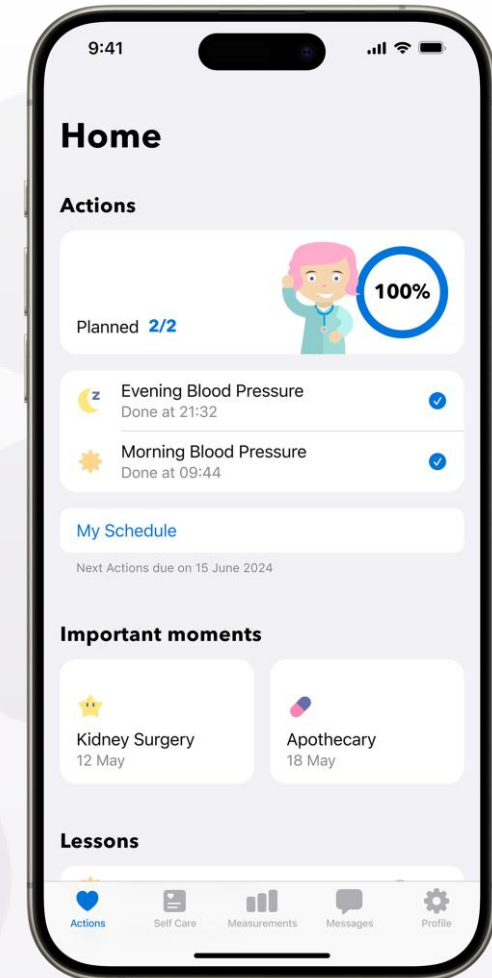 9:41
Home
Actions
Planned 2/2
100%
z
Evening Blood Pressure
Done at 21:32
Morning Blood Pressure
Done at 09:44
My Schedule
Next Actions due on 15 June 2024
Important moments
Kidney Surgery
12 May
Apothecary
18 May
Lessons
Actions
Self Care
Measurements
Messages
Profile